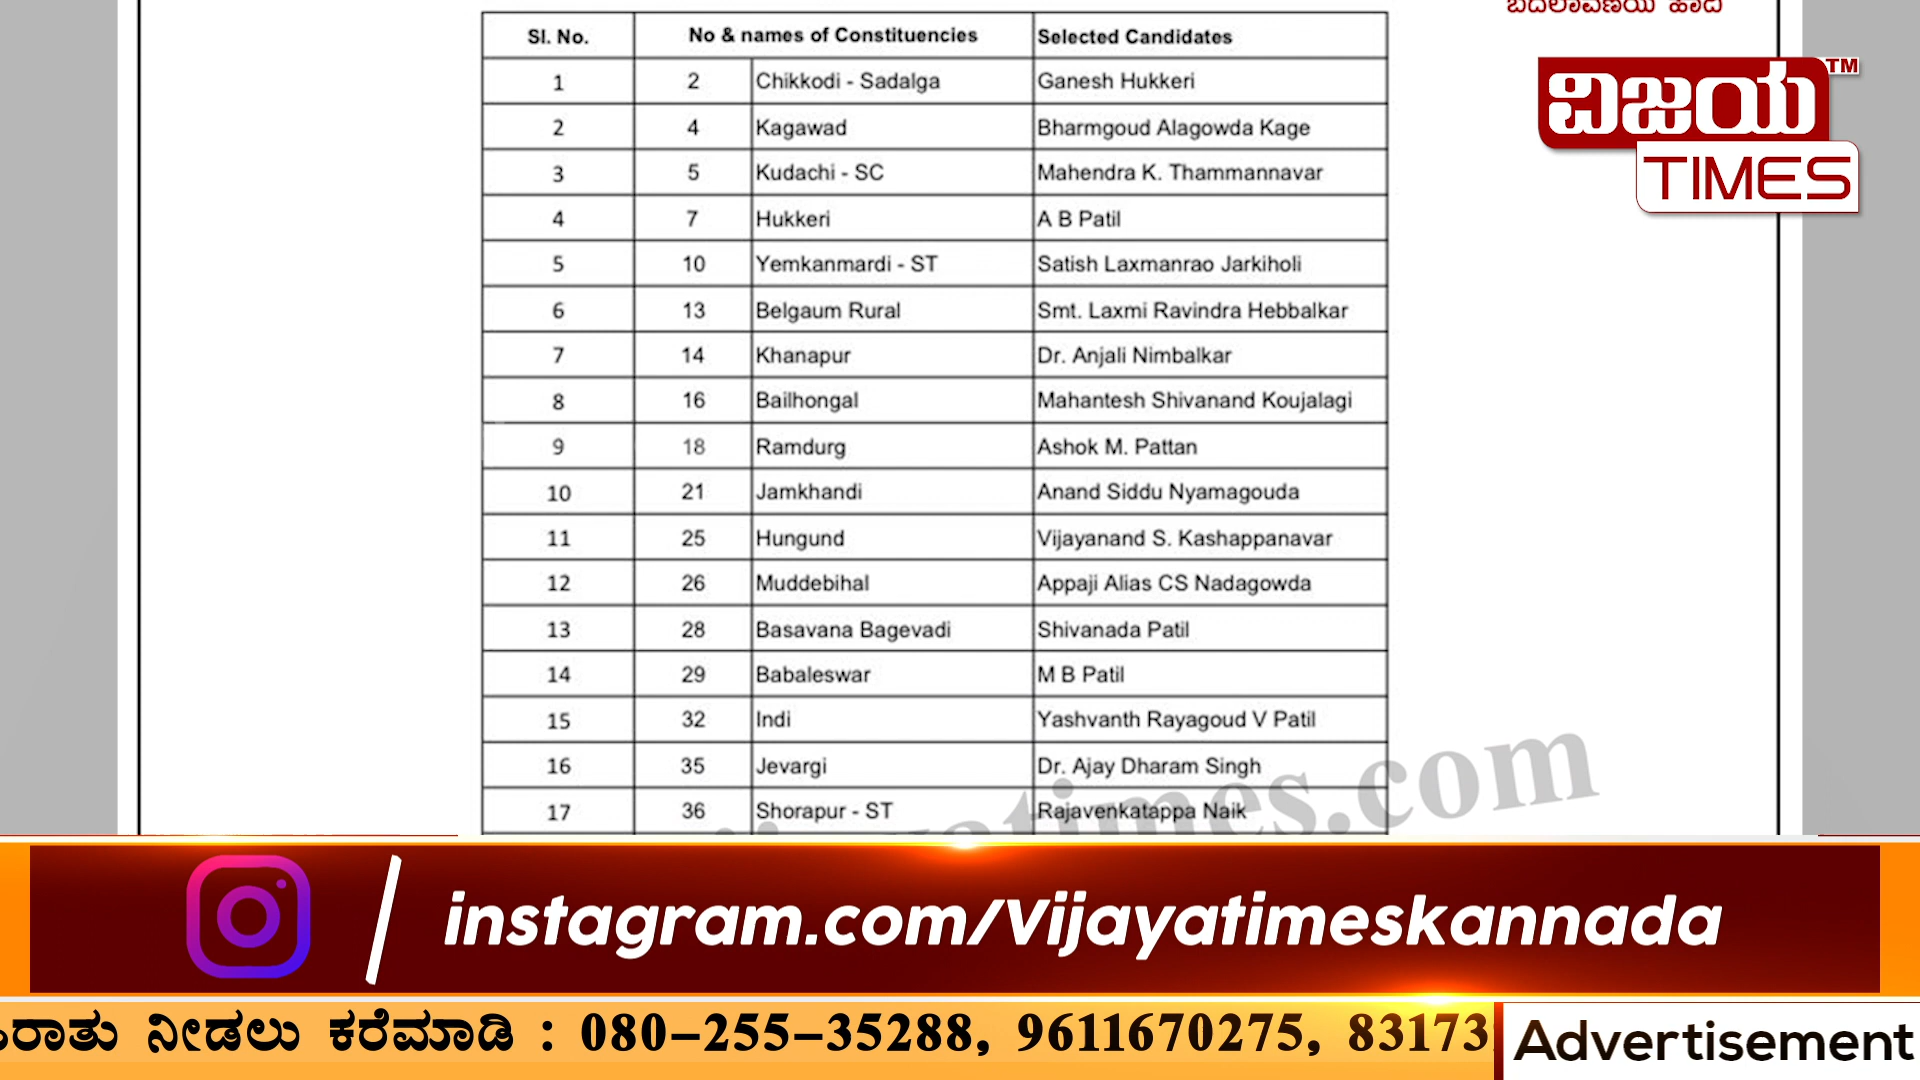 ಬದಲಾವಣೆಯ ಹಾದಿ
ವಿಜಯ TM
TIMES
Sl. No. No & names of Constituencies Selected Candidates
1 2 Chikkodi - Sadalga Ganesh Hukkeri
2 4 Kagawad Bharmgoud Alagowda Kage
3 5 Kudachi - SC Mahendra K. Thammannavar
4 7 Hukkeri A B Patil
5 10 Yemkanmardi - ST Satish Laxmanrao Jarkiholi
6 13 Belgaum Rural Smt. Laxmi Ravindra Hebbalkar
7 14 Khanapur Dr. Anjali Nimbalkar
8 16 Bailhongal Mahantesh Shivanand Koujalagi
9 18 Ramdurg Ashok M. Pattan
10 21 Jamkhandi Anand Siddu Nyamagouda
11 25 Hungund Vijayanand S. Kashappanavar
12 26 Muddebihal Appaji Alias CS Nadagowda
13 28 Basavana Bagevadi Shivanada Patil
14 29 Babaleswar M B Patil
15 32 Indi Yashvanth Rayagoud V Patil
16 35 Jevargi Dr. Ajay Dharam Singh
17 36 Shorapur - ST Rajavenkatappa Naik
instagram.com/Vijayatimeskannada
ನೀಡಲು ಕರೆಮಾಡಿ : 080-255-35288, 9611670275, 83173
Advertisement